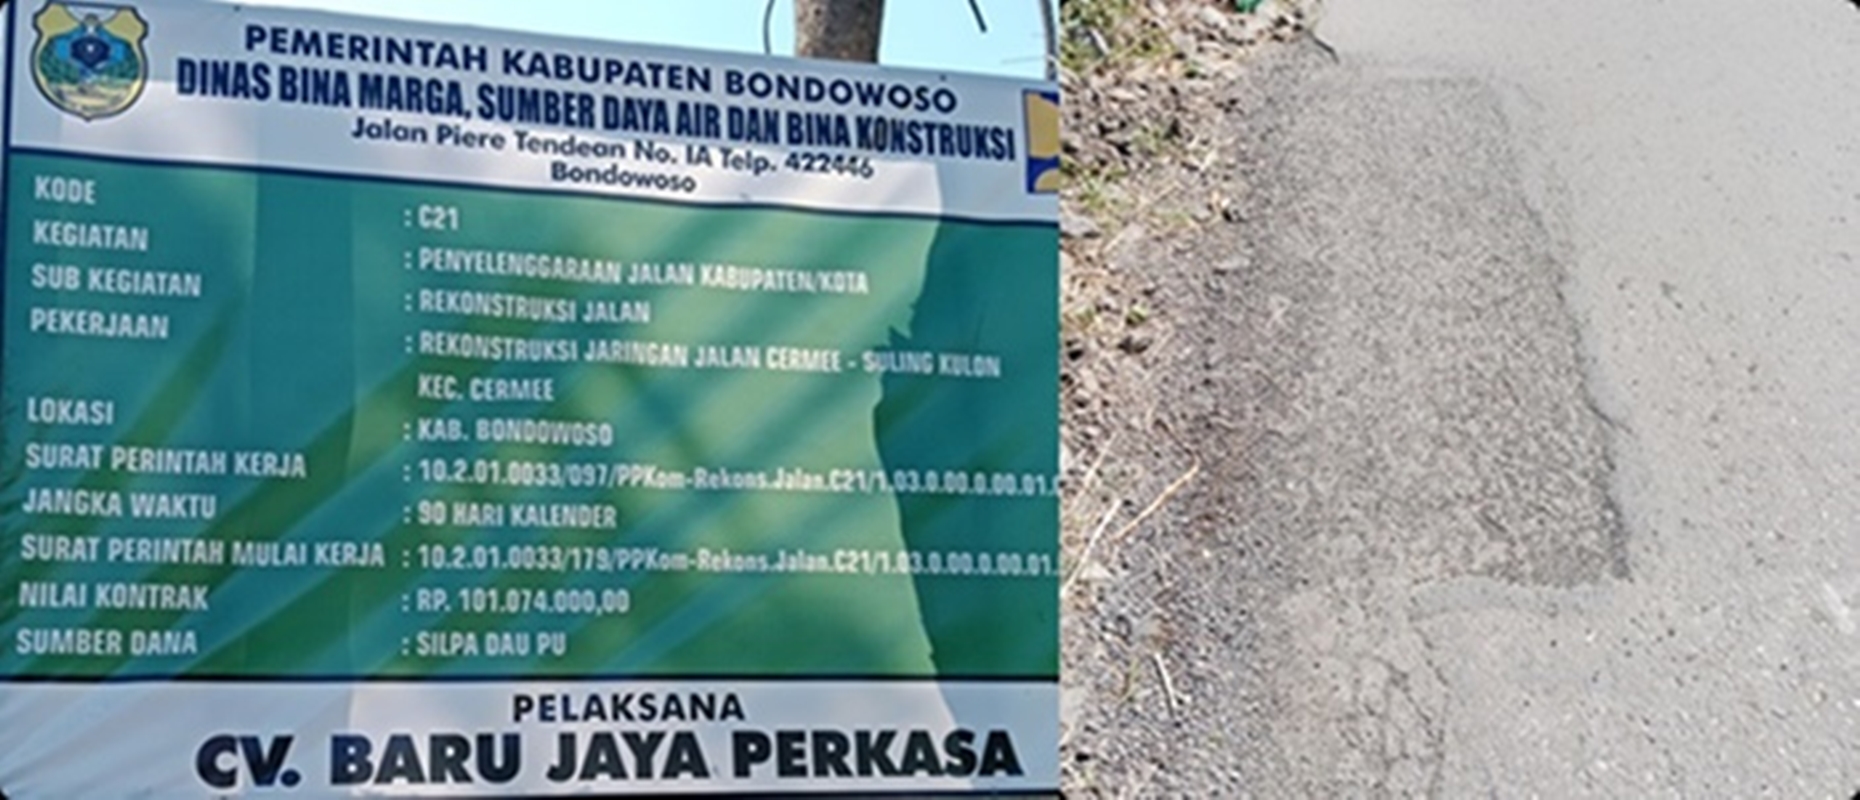 PEMERINTAH KABUPATEN BONDOWOSO
DINAS BINA MARGA, SUMBER DAYA AIR DAN BINA KONSTRUKSI
Jalan Piere Tendean No. IA Telp. 422446
Bondowoso
KODE : C21
KEGIATAN : PENYELENGGARAAN JALAN KABUPATEN/KOTA
SUB KEGIATAN : REKONSTRUKSI JALAN
PEKERJAAN : REKONSTRUKSI JARINGAN JALAN CERMEE - SULING KULON
KEC. CERMEE
LOKASI : KAB. BONDOWOSO
SURAT PERINTAH KERJA : 10.2.01.0033/097/PPKom-Rekons.Jalan.C21/1.03.0.00.0.00.01.
JANGKA WAKTU : 90 HARI KALENDER
SURAT PERINTAH MULAI KERJA : 10.2.01.0033/179/PPKom-Rekons.Jalan.C21/1.03.0.00.0.00.01.
NILAI KONTRAK : RP. 101.074.000,00
SUMBER DANA : SILPA DAU PU
PELAKSANA
CV. BARU JAYA PERKASA